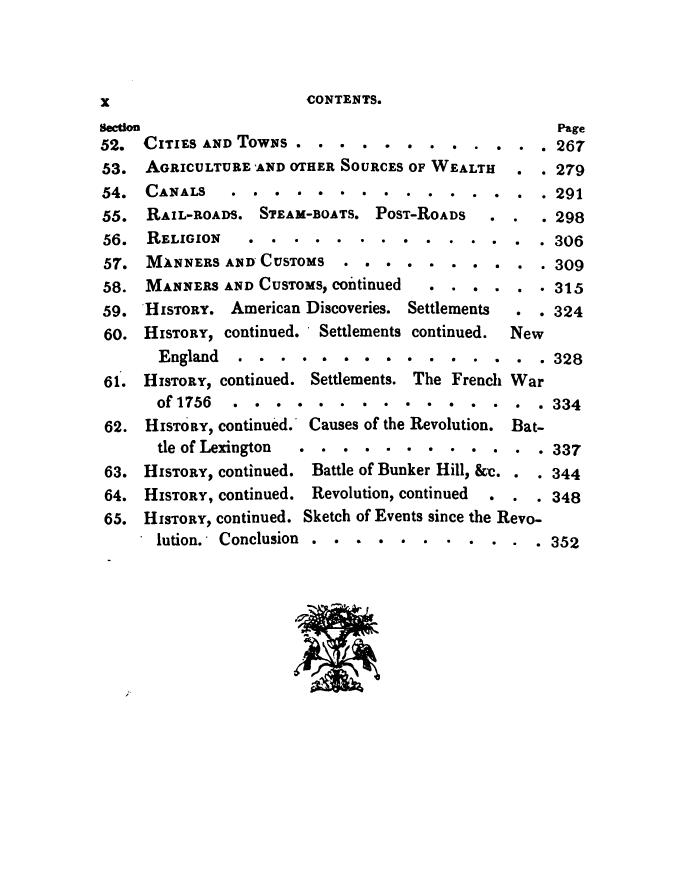 x CONTENTS.
Section Page
52. CITIES AND TOWNS . . . . . . . . . . . . 267
53. AGRICULTURE AND OTHER SOURCES OF WEALTH . . 279
54. CANALS . . . . . . . . . . . . . . . 291
55. RAIL-ROADS. STEAM-BOATS. POST-ROADS . . . 298
56. RELIGION . . . . . . . . . . . . . . 306
57. MANNERS AND CUSTOMS . . . . . . . . . . 309
58. MANNERS AND CUSTOMS, continued . . . . . . 315
59. HISTORY. American Discoveries. Settlements . . 324
60. HISTORY, continued. Settlements continued. New
England . . . . . . . . . . . . . . 328
61. HISTORY, continued. Settlements. The French War
of 1756 . . . . . . . . . . . . . . . 334
62. HISTORY, continued. Causes of the Revolution. Bat-
tle of Lexington . . . . . . . . . . . . 337
63. HISTORY, continued. Battle of Bunker Hill, &c. . . 344
64. HISTORY, continued. Revolution, continued . . . 348
65. HISTORY, continued. Sketch of Events since the Revo-
lution. Conclusion . . . . . . . . . . . 352